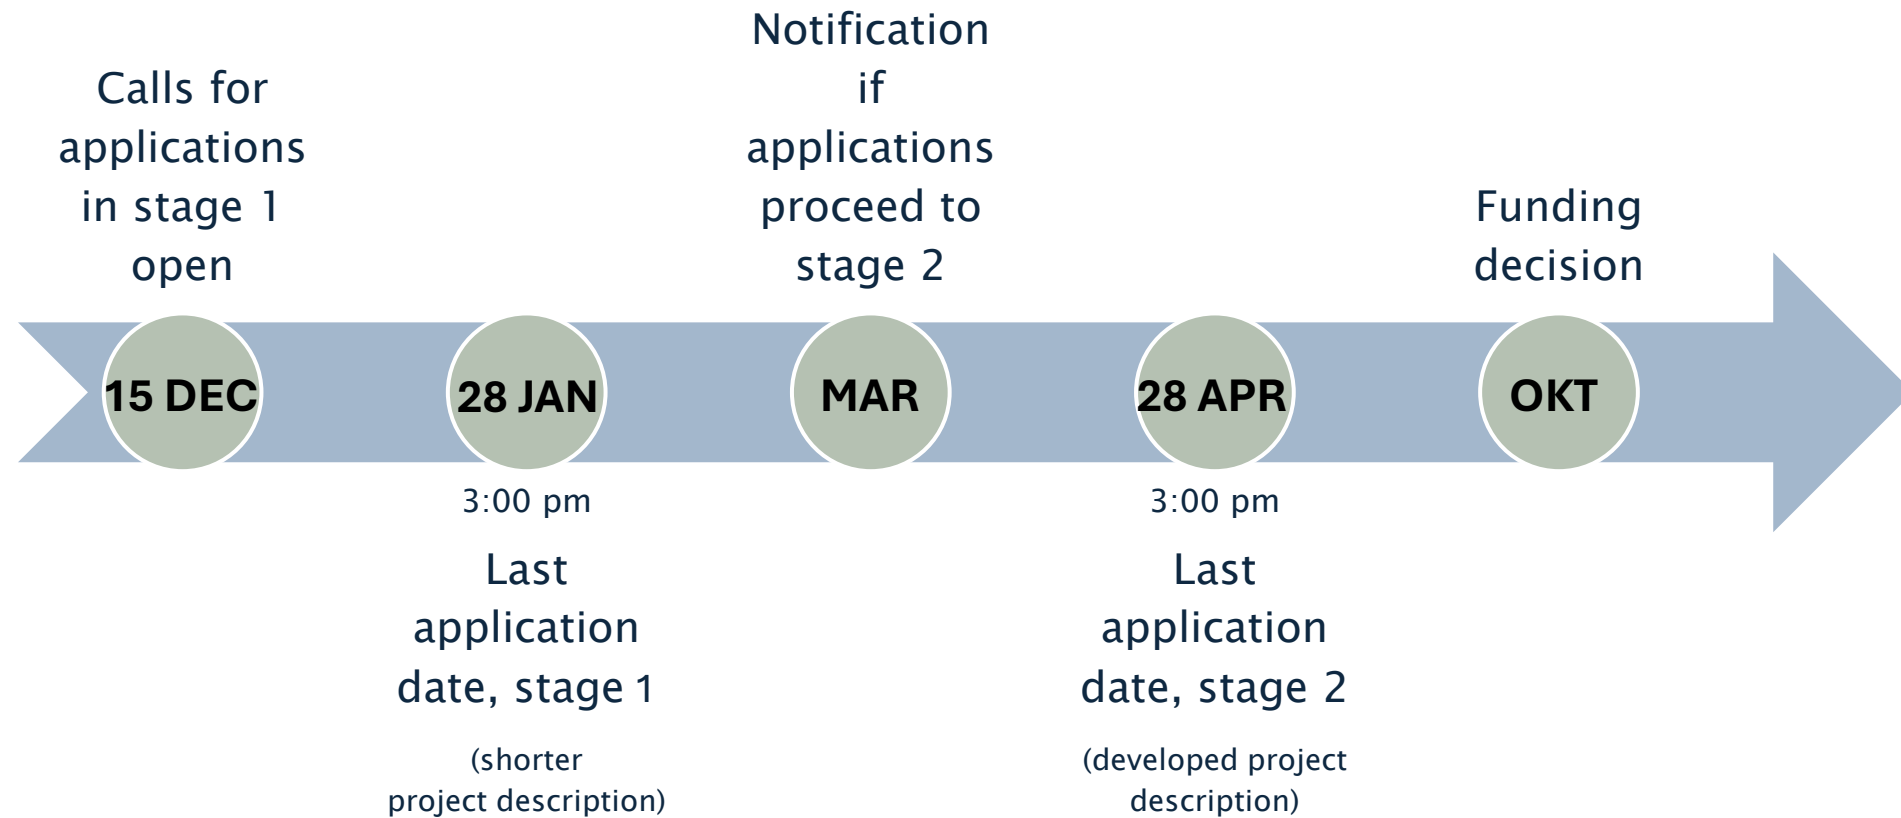 Calls for
applications
in stage 1
open
15 DEC
28 JAN
3:00 pm
Last
application
date, stage 1
(shorter
project description)
Notification
if
applications
proceed to
stage 2
MAR
28 APR
3:00 pm
Last
application
date, stage 2
(developed project
description)
Funding
decision
OKT